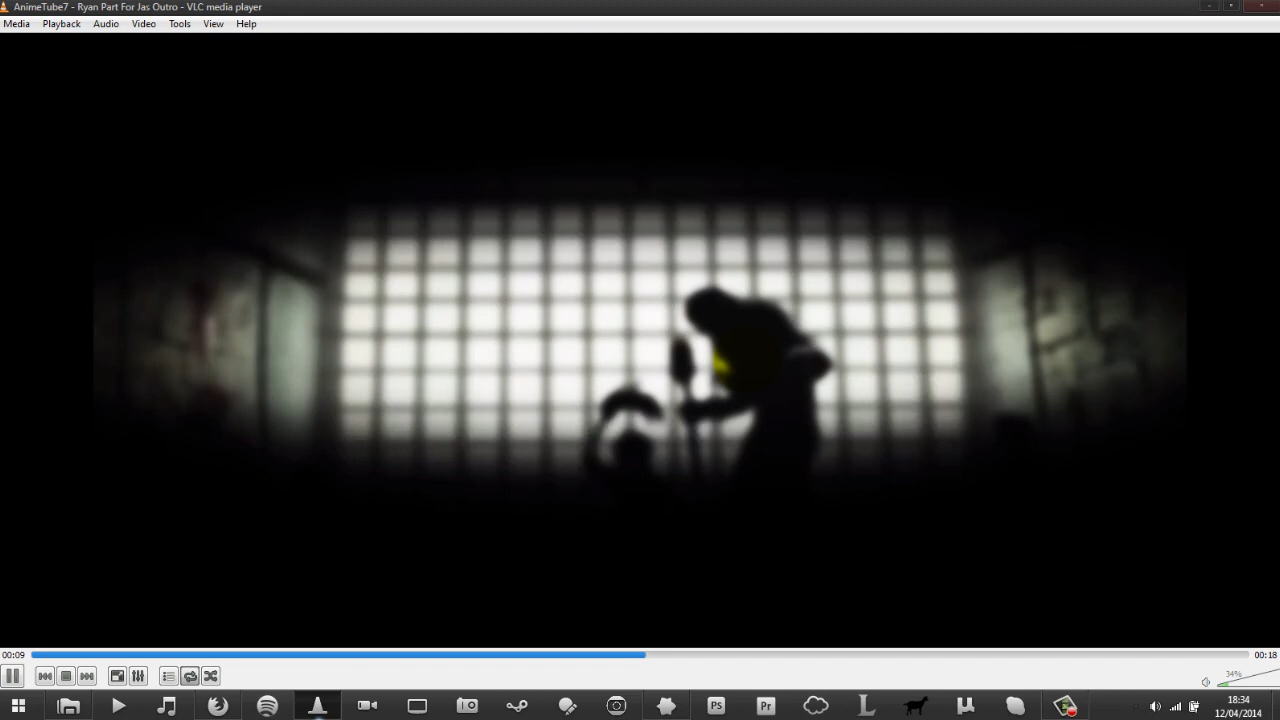 AnimeTube7 - Ryan Part For Jas Outro - VLC media player
Media Playback Audio Video Tools View Help
00:09 00:18
34%
Ps Pr
18:34
12/04/2014